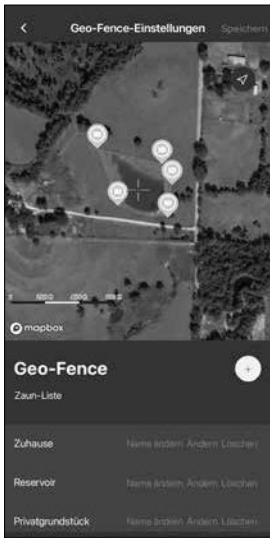 Geo-Fence-Einstellungen Speichern
mapbox
Geo-Fence
Zaun-Liste
Zuhause Name ändern Ändern Löschen
Reservoir Name ändern Ändern Löschen
Privatgrundstück Name ändern Ändern Löschen